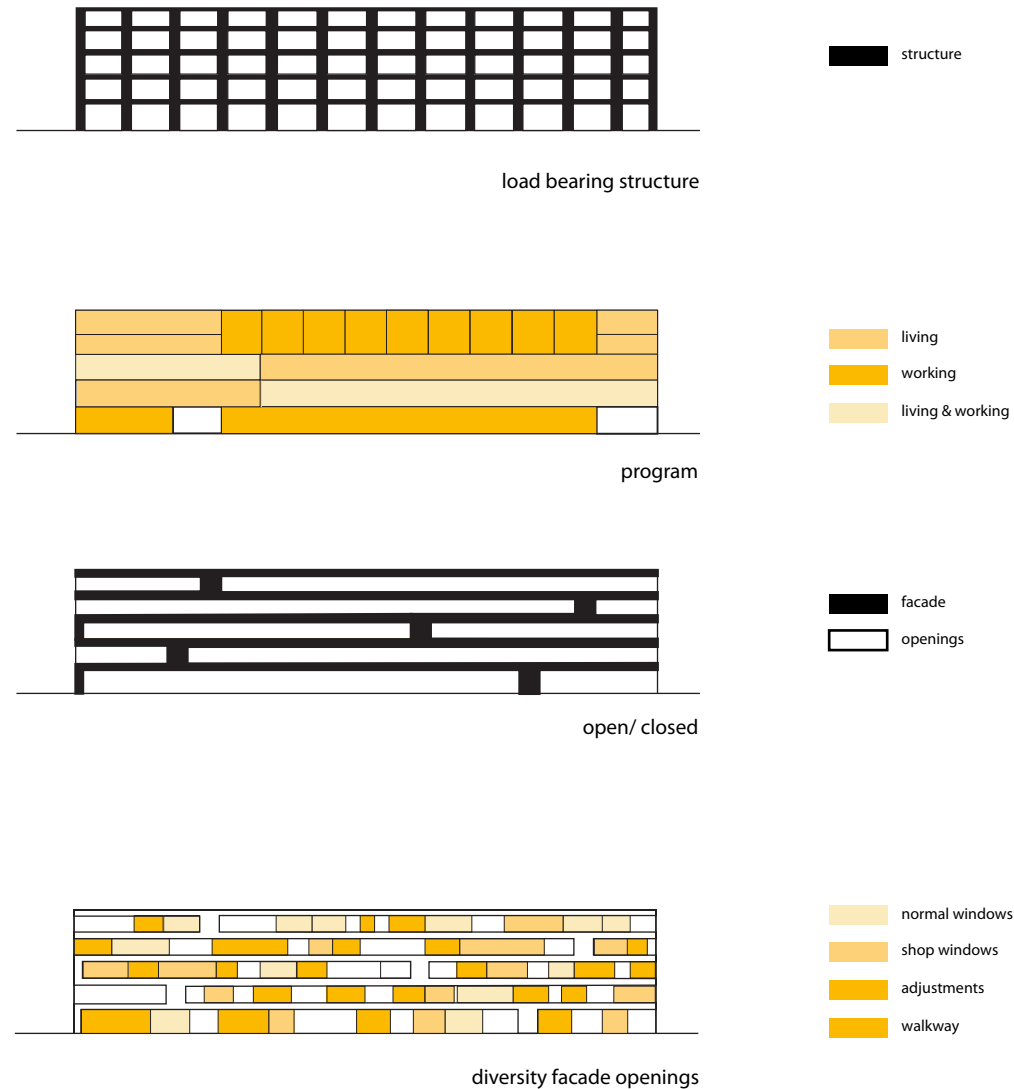 structure
load bearing structure
living
working
living & working
program
facade
openings
open/ closed
normal windows
shop windows
adjustments
walkway
diversity facade openings